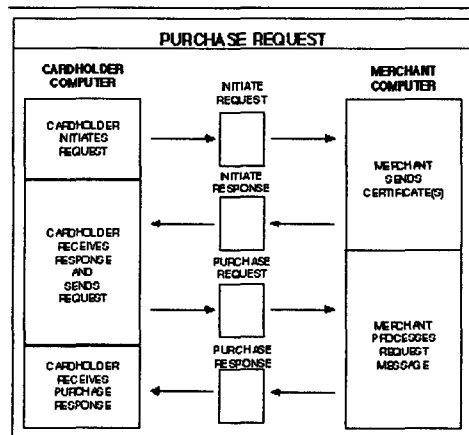 PURCHASE REQUEST
CARDHOLDER
COMPUTER
MERCHANT
COMPUTER
INITIATE
REQUEST
CARDHOLDER
INITIATES
REQUEST
MERCHANT
SENDS
CERTIFICATE(S)
INITIATE
RESPONSE
CARDHOLDER
RECEIVES
RESPONSE
AND
SENDS
REQUEST
PURCHASE
REQUEST
MERCHANT
PROCESSES
REQUEST
MESSAGE
PURCHASE
RESPONSE
CARDHOLDER
RECEIVES
PURCHASE
RESPONSE